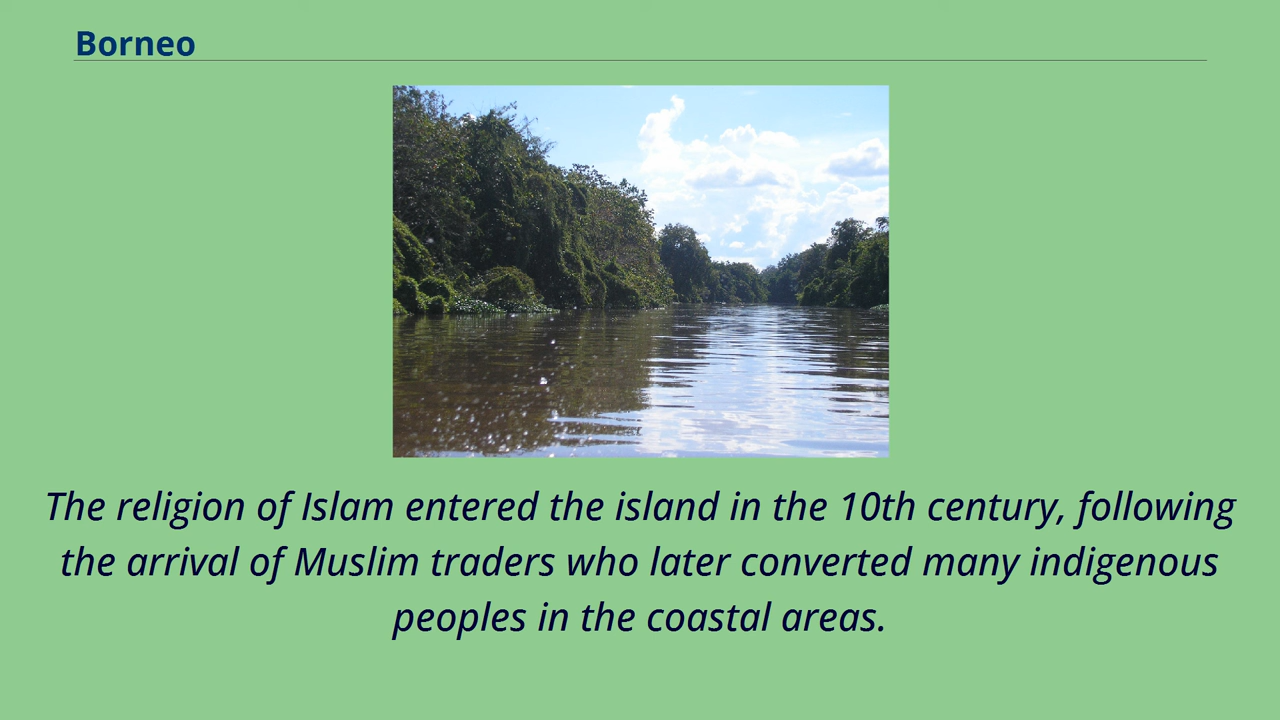 Borneo
The religion of Islam entered the island in the 10th century, following
the arrival of Muslim traders who later converted many indigenous
peoples in the coastal areas.